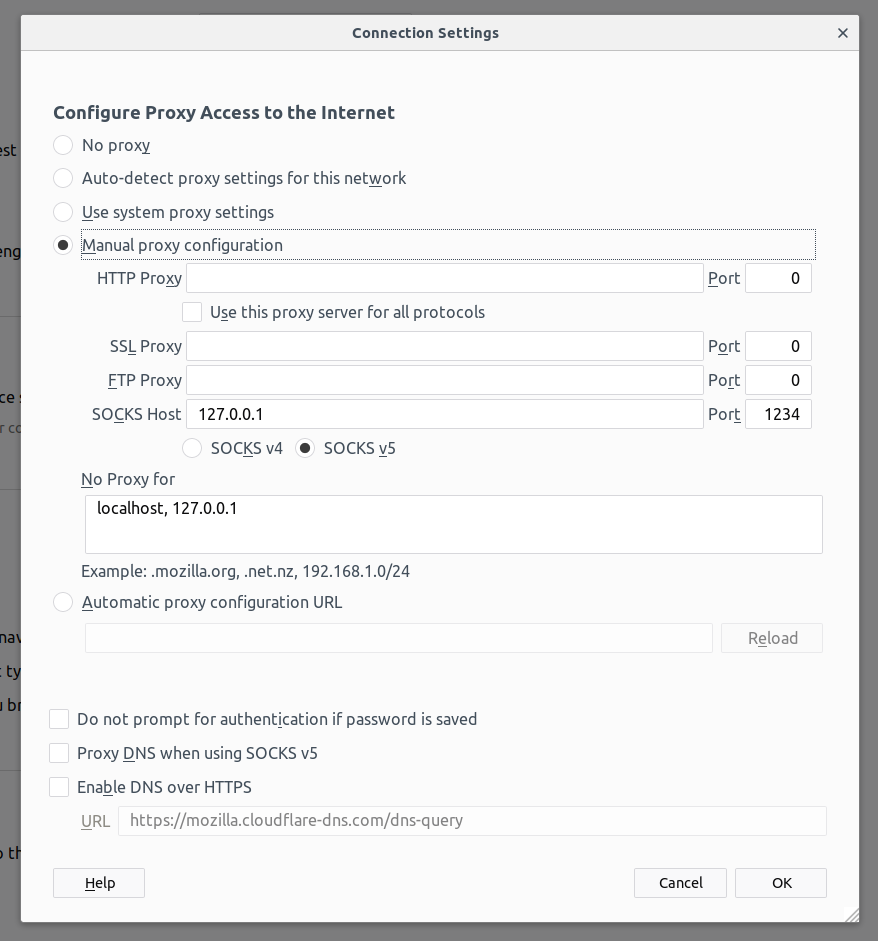 Connection Settings
Configure Proxy Access to the Internet
No proxy
Auto-detect proxy settings for this network
Use system proxy settings
Manual proxy configuration
HTTP Proxy Port 0
Use this proxy server for all protocols
SSL Proxy Port 0
FTP Proxy Port 0
SOCKS Host 127.0.0.1 Port 1234
SOCKS v4 SOCKS v5
No Proxy for
localhost, 127.0.0.1
Example: .mozilla.org, .net.nz, 192.168.1.0/24
Automatic proxy configuration URL
Reload
Do not prompt for authentication if password is saved
Proxy DNS when using SOCKS v5
Enable DNS over HTTPS
URL https://mozilla.cloudflare-dns.com/dns-query
Help Cancel OK